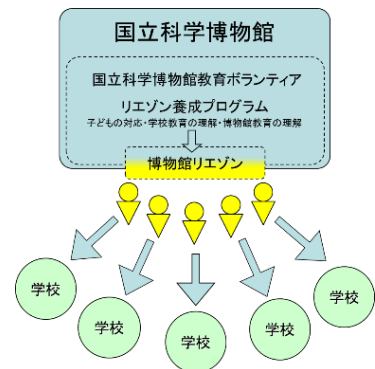 国立科学博物館
国立科学博物館教育ボランティア
リエゾン養成プログラム
子どもの対応・学校教育の理解・博物館教育の理解
博物館リエゾン
学校
学校
学校
学校
学校